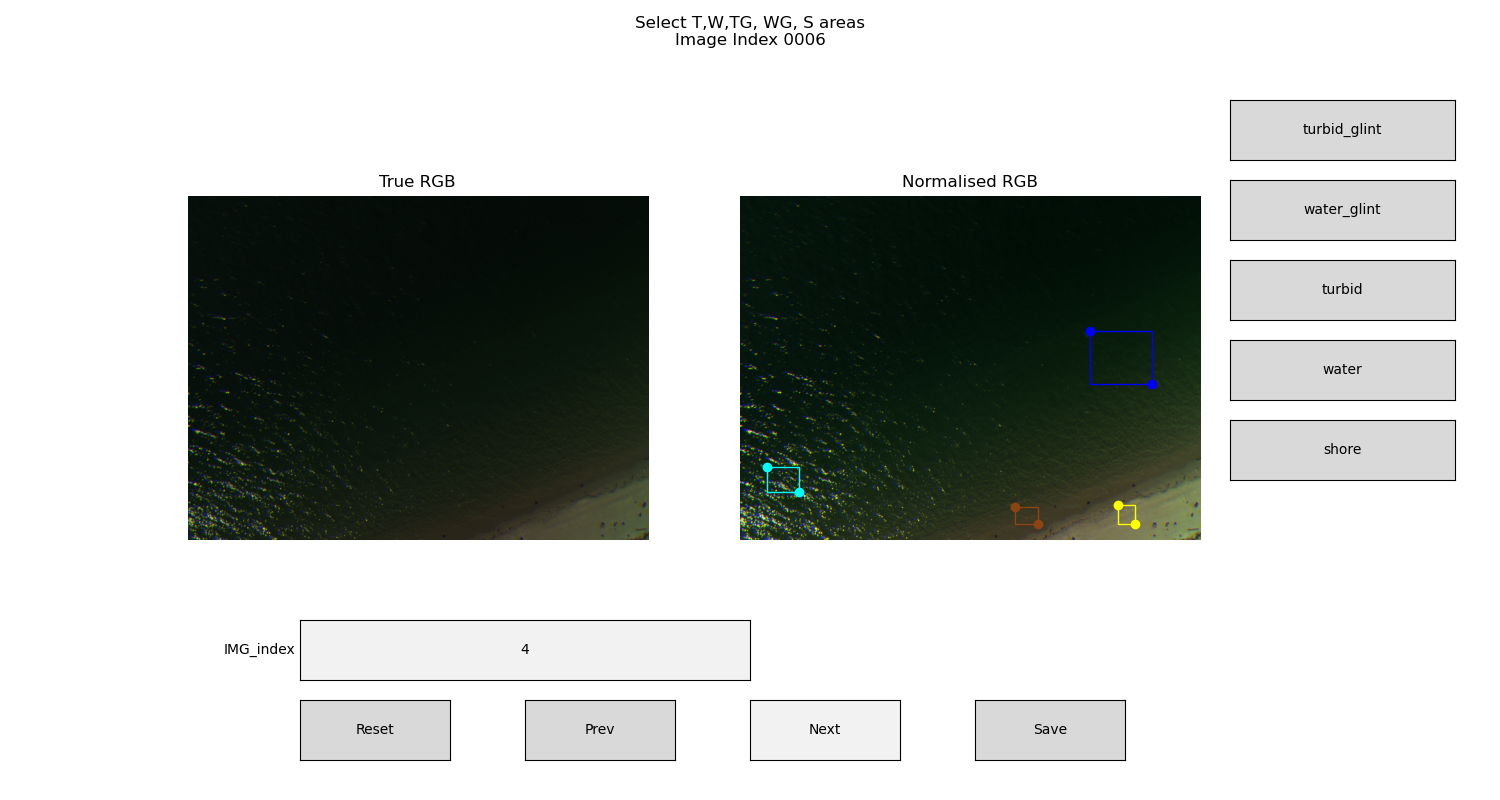 Select T,W,TG, WG, S areas
Image Index 0006
True RGB
Normalised RGB
turbid_glint
water_glint
turbid
water
shore
IMG_index
4
Reset
Prev
Next
Save